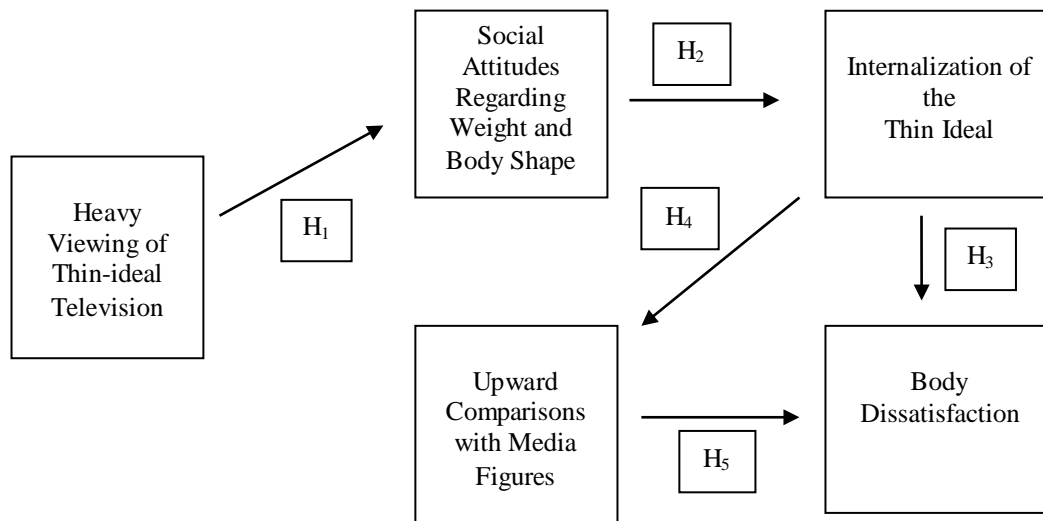 Heavy
Viewing of
Thin-ideal
Television
H₁
Social
Attitudes
Regarding
Weight and
Body Shape
H₂
Internalization of
the
Thin Ideal
H₄
H₃
Upward
Comparisons
with Media
Figures
H₅
Body
Dissatisfaction